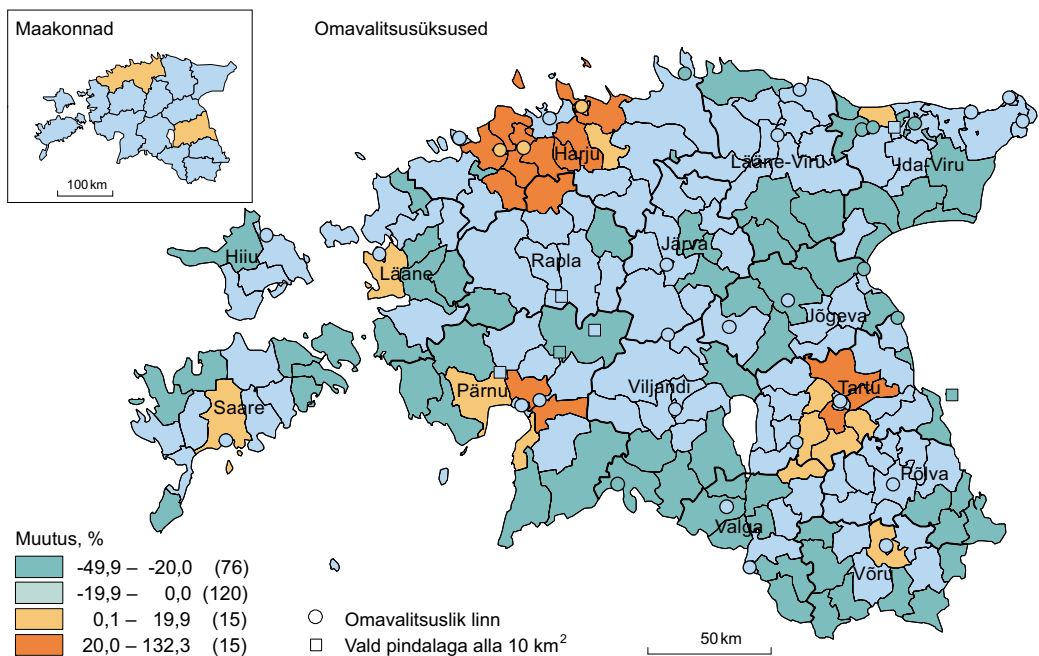 Maakonnad
100 km
Omavalitsusüksused
Harju
Lääne-Viru
Ida-Viru
Hiiu
Lääne
Rapla
Järva
Jõgeva
Saare
Pärnu
Viljandi
Tartu
Põlva
Valga
Võru
Muutus, %
-49,9 – -20,0 (76)
-19,9 – 0,0 (120)
0,1 – 19,9 (15)
20,0 – 132,3 (15)
Omavalitsuslik linn
Vald pindalaga alla 10 km²
50 km